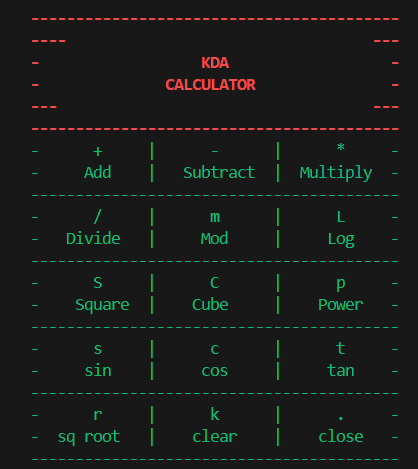 -----------------------------------------
---- ---
- KDA -
- CALCULATOR -
--- ---
-----------------------------------------
- + | - | * -
- Add | Subtract | Multiply -
-----------------------------------------
- / | m | L -
- Divide | Mod | Log -
-----------------------------------------
- S | C | p -
- Square | Cube | Power -
-----------------------------------------
- s | c | t -
- sin | cos | tan -
-----------------------------------------
- r | k | . -
- sq root | clear | close -
-----------------------------------------